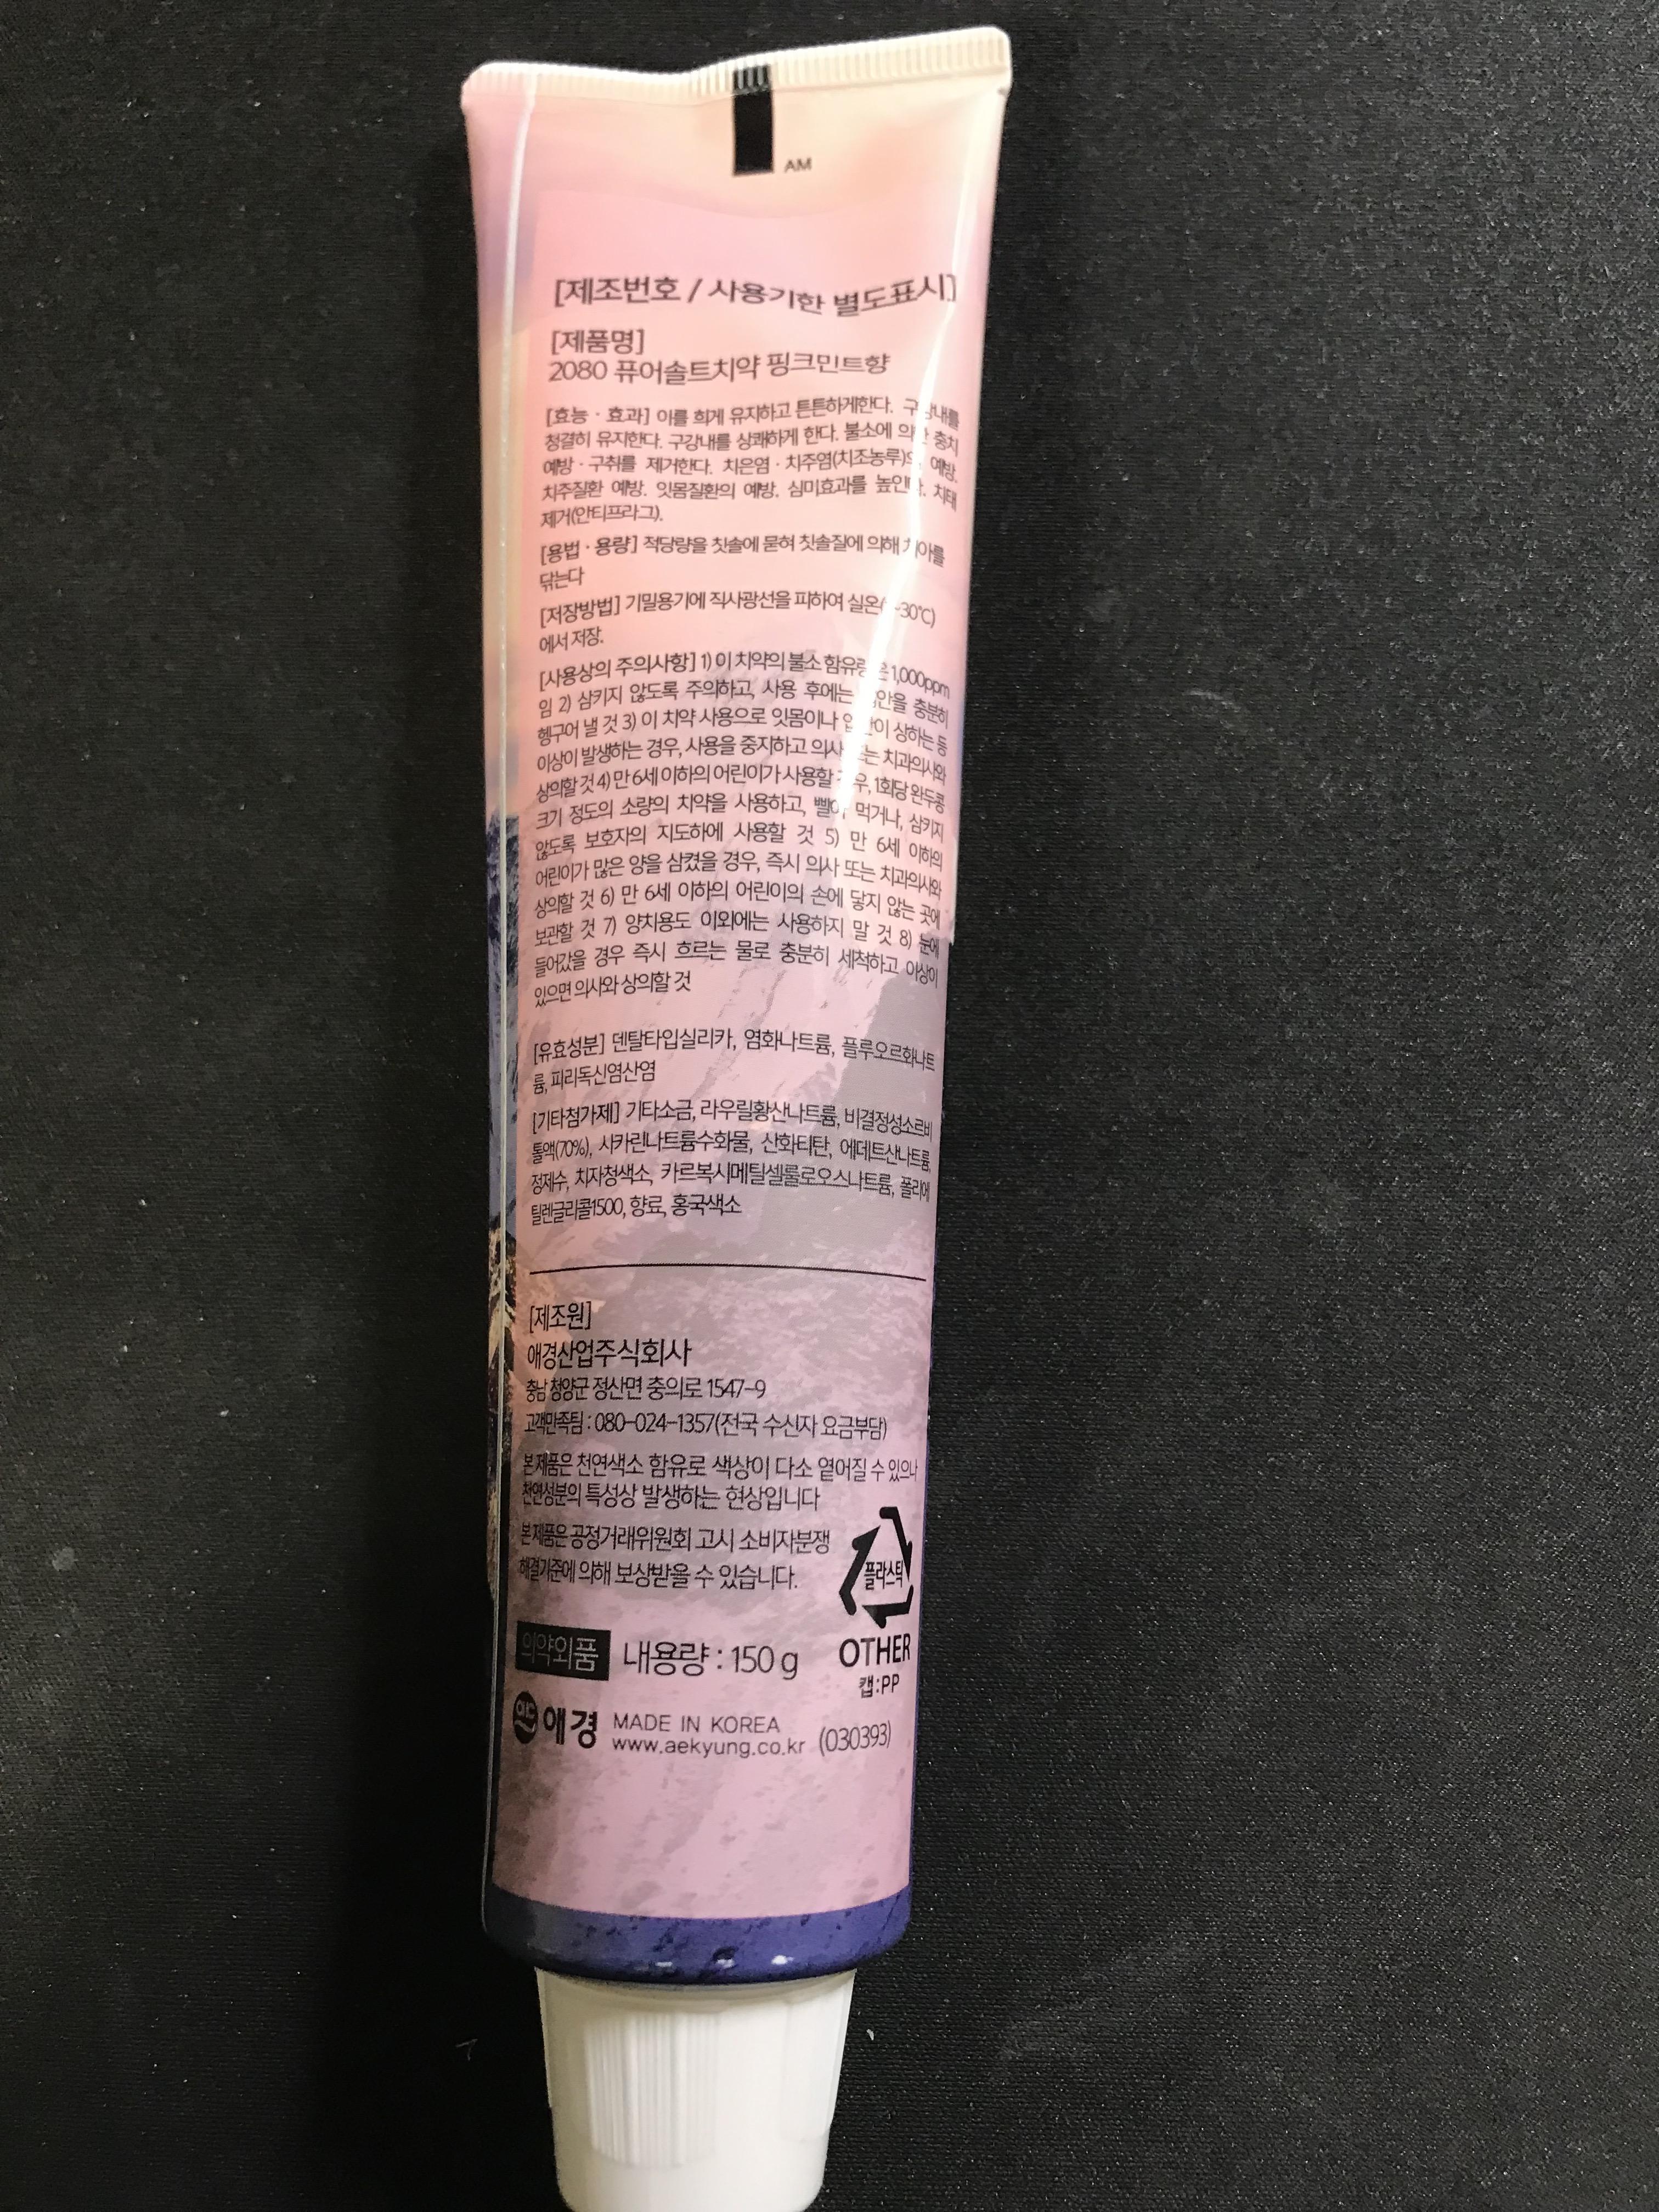 AM
[제조번호 / 사용기한 별도표시]
[제품명]
2080 퓨어솔트치약 핑크민트향
[효능 · 효과] 이를 희게 유지하고 튼튼하게한다. 구강내를
청결히 유지한다. 구강내를 상쾌하게 한다. 불소에 의한 충치
예방 · 구취를 제거한다. 치은염 · 치주염(치조농루)의 예방.
치주질환 예방. 잇몸질환의 예방. 심미효과를 높인다. 치태
제거(안티프라그).
[용법 · 용량] 적당량을 칫솔에 묻혀 칫솔질에 의해 치아를
닦는다
[저장방법] 기밀용기에 직사광선을 피하여
에서 저장.
[사용상의 주의사항] 1) 이 치약의 불소 함유량은 1,000ppm
임 2) 삼키지 않도록 주의하고, 사용 후에는 입안을 충분히
헹구어 낼 것 3) 이 치약 사용으로 잇몸이나 입안이 상하는 등
이상이 발생하는 경우, 사용을 중지하고 의사 또는 치과의사와
상의할 것 4) 만 6세 이하의 어린이가 사용할 경우, 1회당 완두콩
크기 정도의 소량의 치약을 사용하고, 빨아 먹거나, 삼키지
않도록 보호자의 지도하에 사용할 것 5) 만 6세 이하의
어린이가 많은 양을 삼켰을 경우, 즉시 의사 또는 치과의사와
상의할 것 6) 만 6세 이하의 어린이의 손에 닿지 않는 곳에
보관할 것 7) 양치용도 이외에는 사용하지 말 것 8) 눈에
들어갔을 경우 즉시 흐르는 물로 충분히 세척하고 이상이
있으면 의사와 상의할 것
[유효성분] 덴탈타입실리카, 염화나트륨, 플루오르화나트
륨, 피리독신염산염
[기타첨가제] 기타소금, 라우릴황산나트륨, 비결정성소르비
톨액(70%), 사카린나트륨수화물, 산화티탄, 에데트산나트륨,
정제수, 치자청색소, 카르복시메틸셀룰로오스나트륨, 폴리에
틸렌글리콜1500, 향료, 홍국색소
[제조원]
애경산업주식회사
충남 청양군 정산면 충의로 1547-9
고객만족팀 : 080-024-1357(전국 수신자 요금부담)
본 제품은 천연색소 함유로 색상이 다소 옅어질 수 있으나
천연성분의 특성상 발생하는 현상입니다
본 제품은 공정거래위원회 고시 소비자분쟁
해결기준에 의해 보상받을 수 있습니다.
플라스틱
OTHER
캡:PP
의약외품 내용량 : 150 g
애경 MADE IN KOREA
www.aekyung.co.kr (030393)